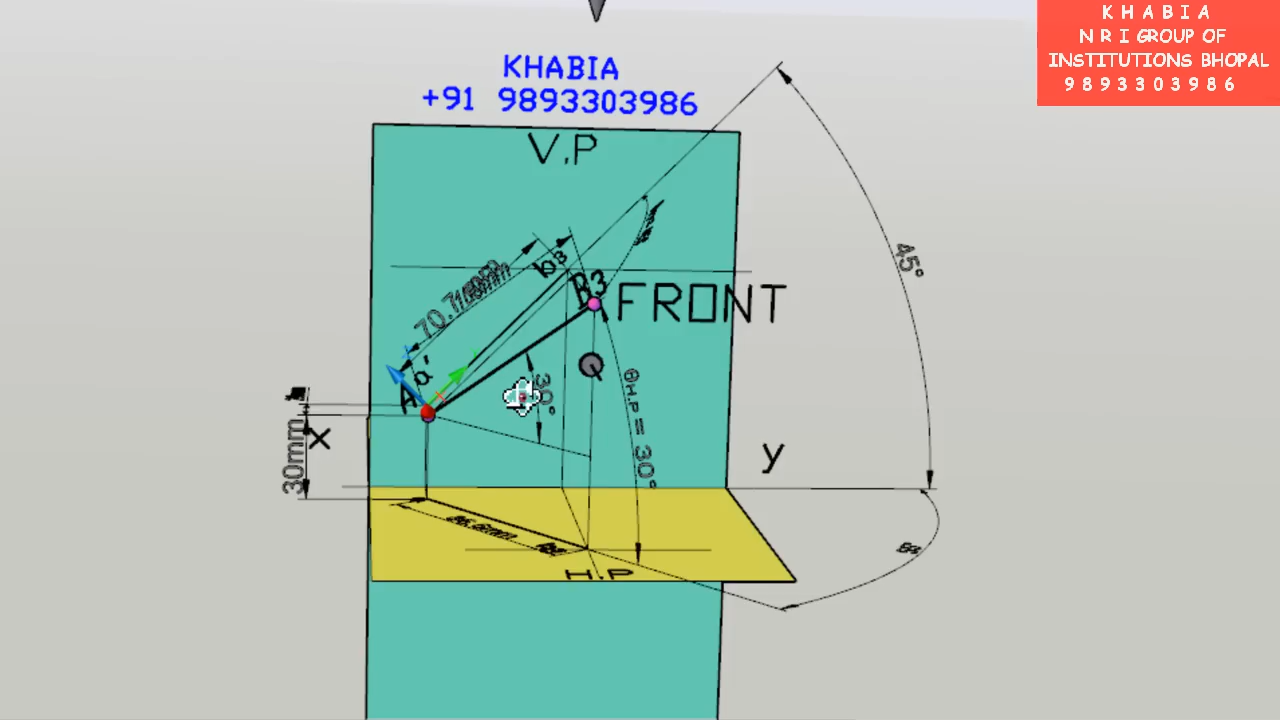 K H A B I A
N R I GROUP OF
INSTITUTIONS BHOPAL
9 8 9 3 3 0 3 9 8 6
KHABIA
+91 9893303986
V.P
45°
b3
B3
FRONT
a'
A
30°
θH.P = 30°
x
30mm
y
H.P